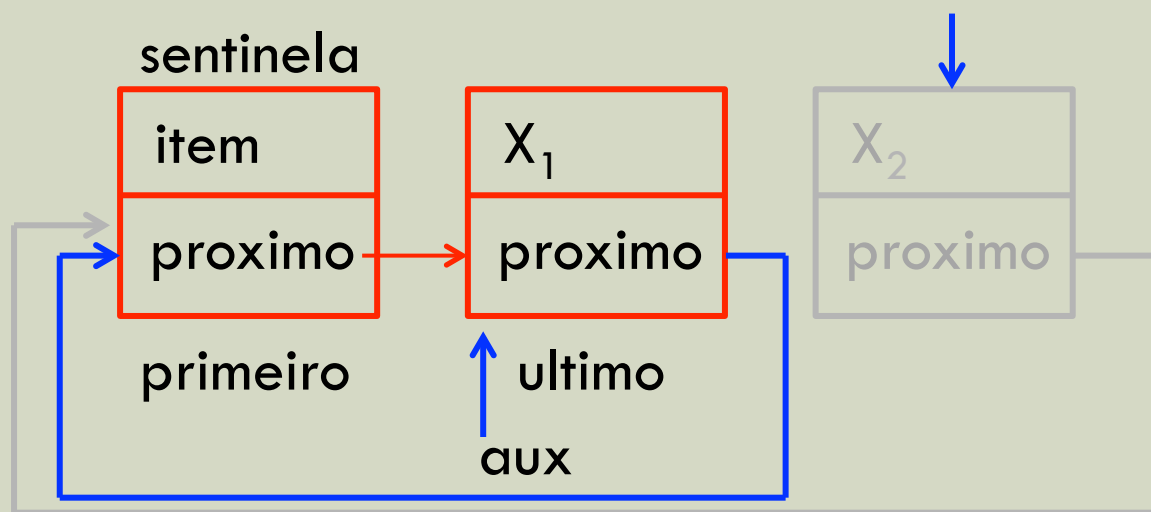 sentinela
item X₁ X₂
proximo proximo proximo
primeiro ultimo
aux